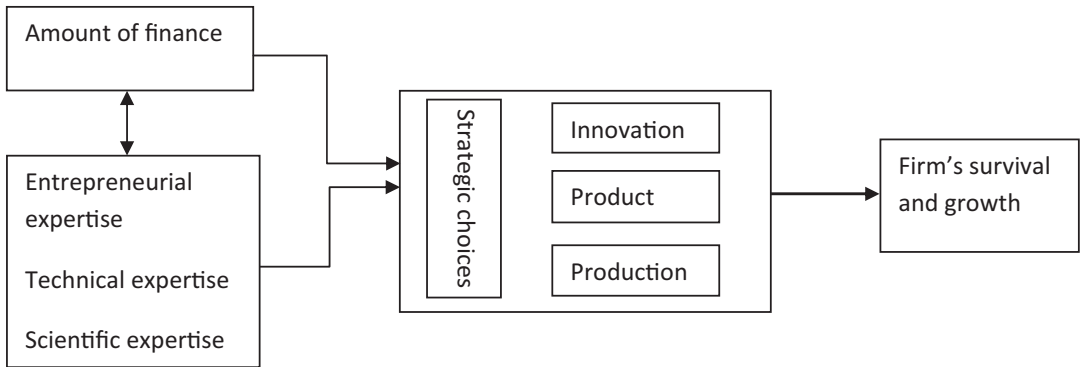 Amount of finance
Entrepreneurial
expertise
Technical expertise
Scientific expertise
Strategic choices
Innovation
Product
Production
Firm’s survival
and growth